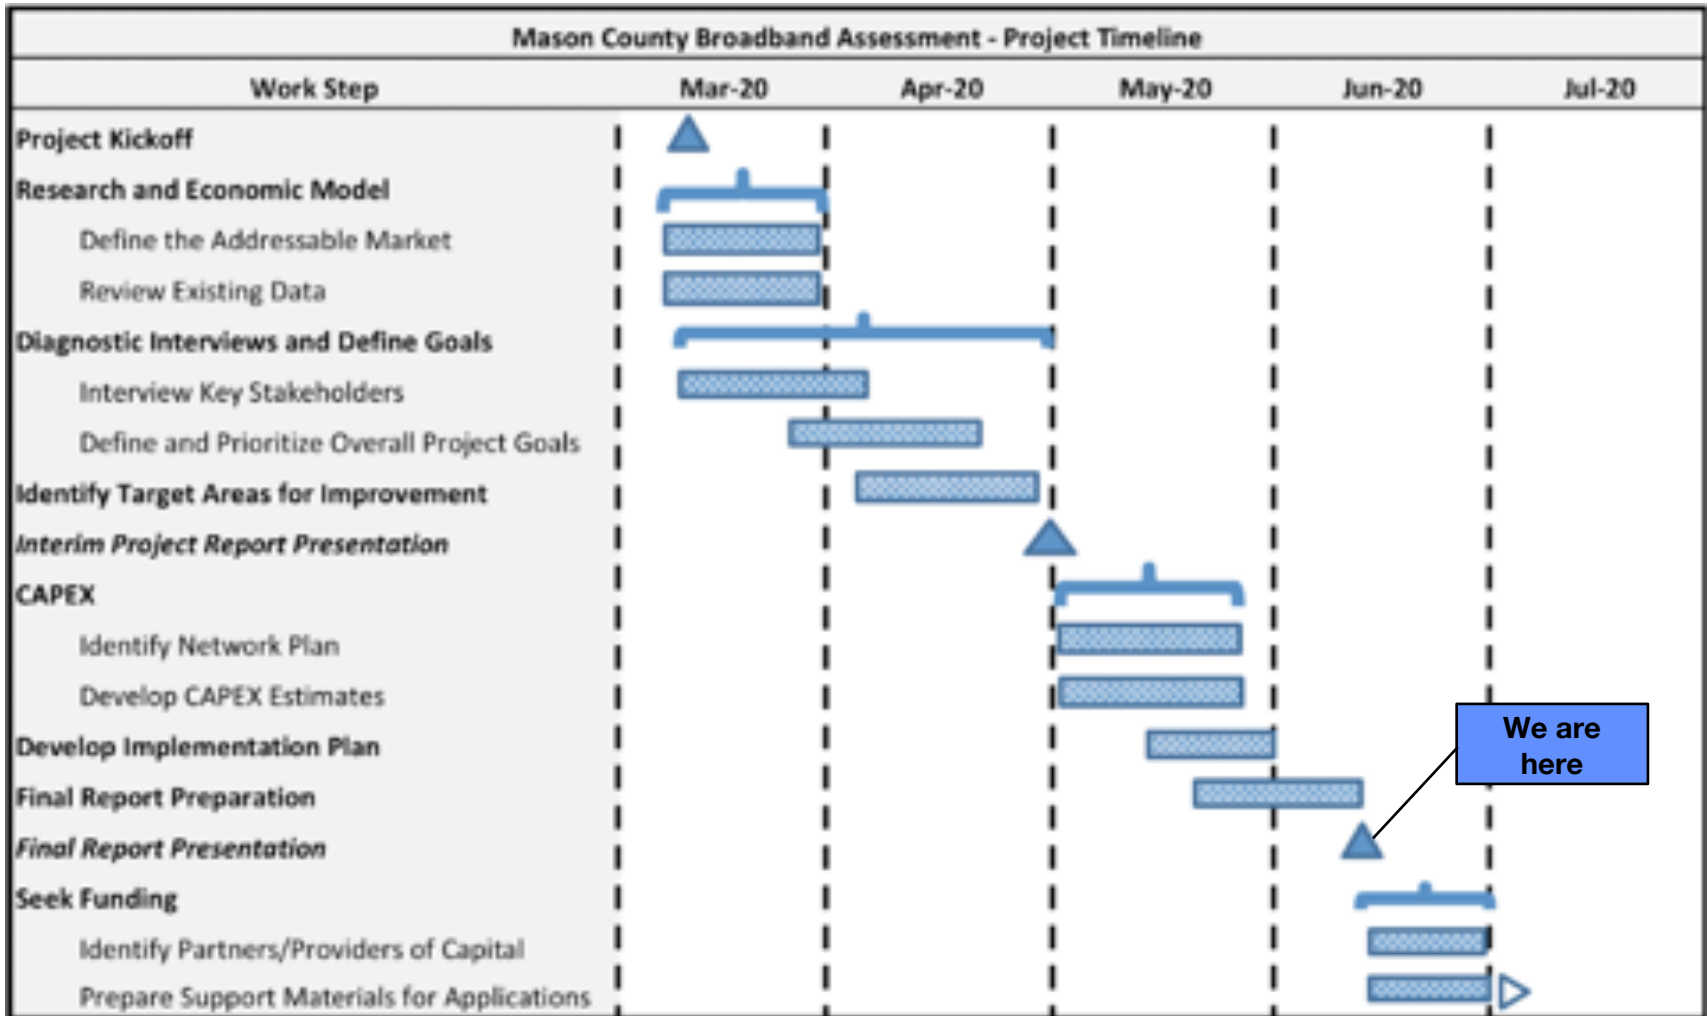 Mason County Broadband Assessment - Project Timeline
Work Step Mar-20 Apr-20 May-20 Jun-20 Jul-20
Project Kickoff
Research and Economic Model
Define the Addressable Market
Review Existing Data
Diagnostic Interviews and Define Goals
Interview Key Stakeholders
Define and Prioritize Overall Project Goals
Identify Target Areas for Improvement
Interim Project Report Presentation
CAPEX
Identify Network Plan
Develop CAPEX Estimates
Develop Implementation Plan
We are
here
Final Report Preparation
Final Report Presentation
Seek Funding
Identify Partners/Providers of Capital
Prepare Support Materials for Applications